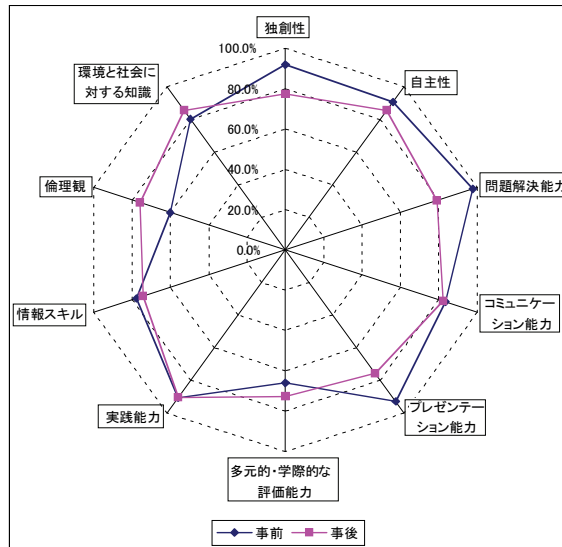 独創性
100.0%
80.0%
60.0%
40.0%
20.0%
0.0%
自主性
問題解決能力
コミュニケー
ション能力
プレゼンテー
ション能力
多元的・学際的な
評価能力
実践能力
情報スキル
倫理観
環境と社会に
対する知識
事前
事後